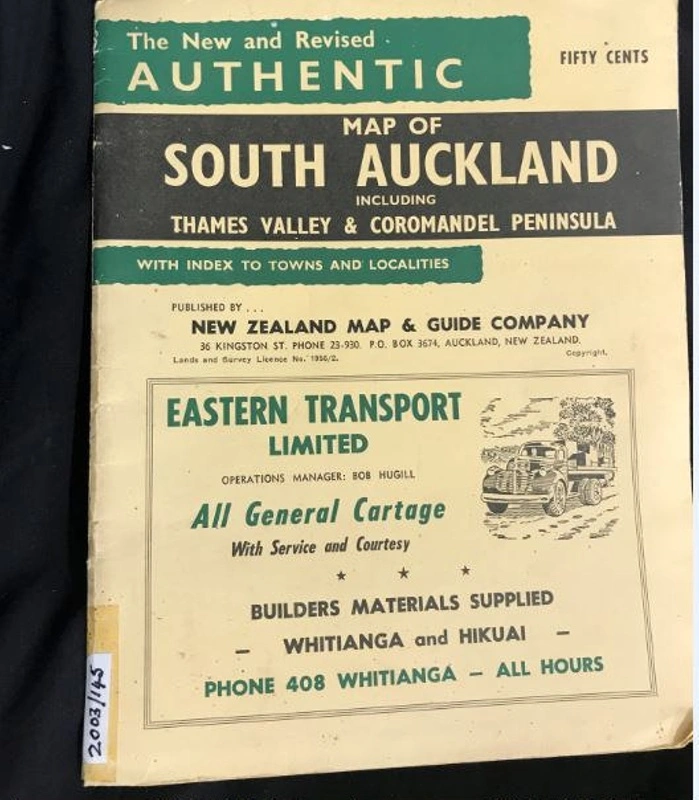 The New and Revised
AUTHENTIC
FIFTY CENTS
MAP OF
SOUTH AUCKLAND
INCLUDING
THAMES VALLEY & COROMANDEL PENINSULA
WITH INDEX TO TOWNS AND LOCALITIES
PUBLISHED BY . . .
NEW ZEALAND MAP & GUIDE COMPANY
36 KINGSTON ST. PHONE 23-930. P.O. BOX 3674, AUCKLAND, NEW ZEALAND.
Lands and Survey Licence No. 1956/2.
Copyright.
EASTERN TRANSPORT
LIMITED
OPERATIONS MANAGER: BOB HUGILL
All General Cartage
With Service and Courtesy
★ ★ ★
BUILDERS MATERIALS SUPPLIED
– WHITIANGA and HIKUAI –
PHONE 408 WHITIANGA – ALL HOURS
2003/145